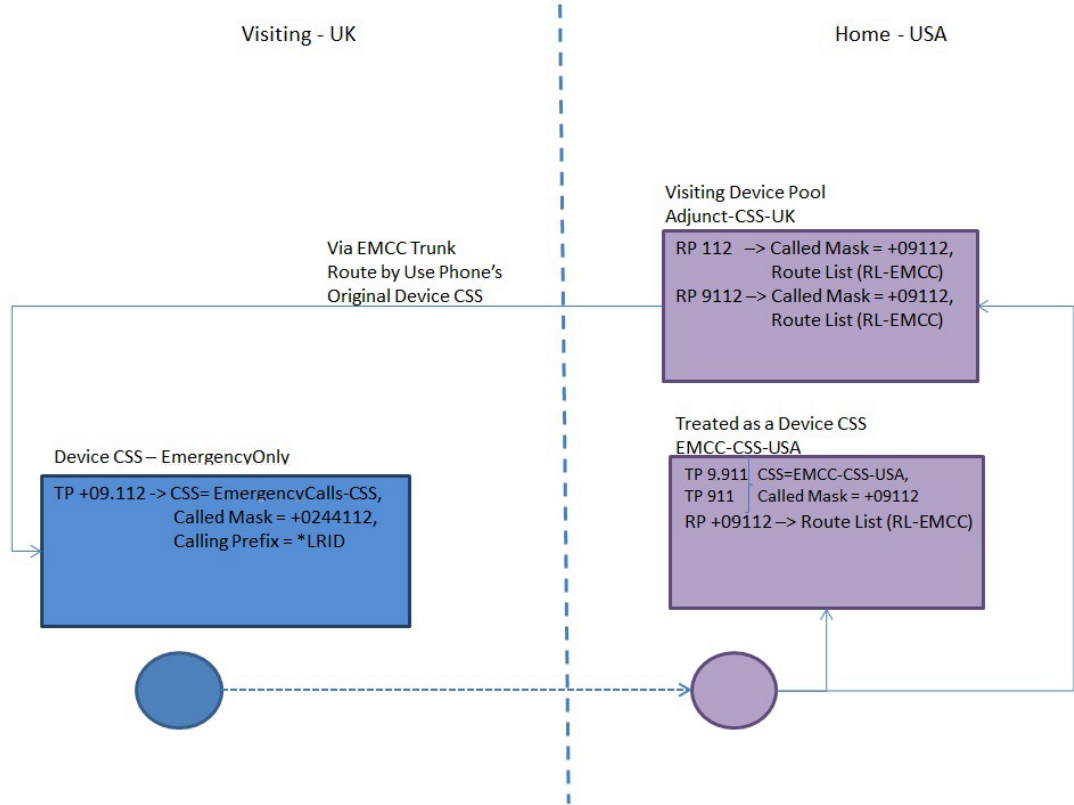 Visiting - UK
Home - USA
Visiting Device Pool
Adjunct-CSS-UK
RP 112 --> Called Mask = +09112,
Route List (RL-EMCC)
RP 9112 --> Called Mask = +09112,
Route List (RL-EMCC)
Via EMCC Trunk
Route by Use Phone's
Original Device CSS
Treated as a Device CSS
EMCC-CSS-USA
TP 9.911 CSS=EMCC-CSS-USA,
TP 911 Called Mask = +09112
RP +09112 --> Route List (RL-EMCC)
Device CSS – EmergencyOnly
TP +09.112 -> CSS= EmergencyCalls-CSS,
Called Mask = +0244112,
Calling Prefix = *LRID